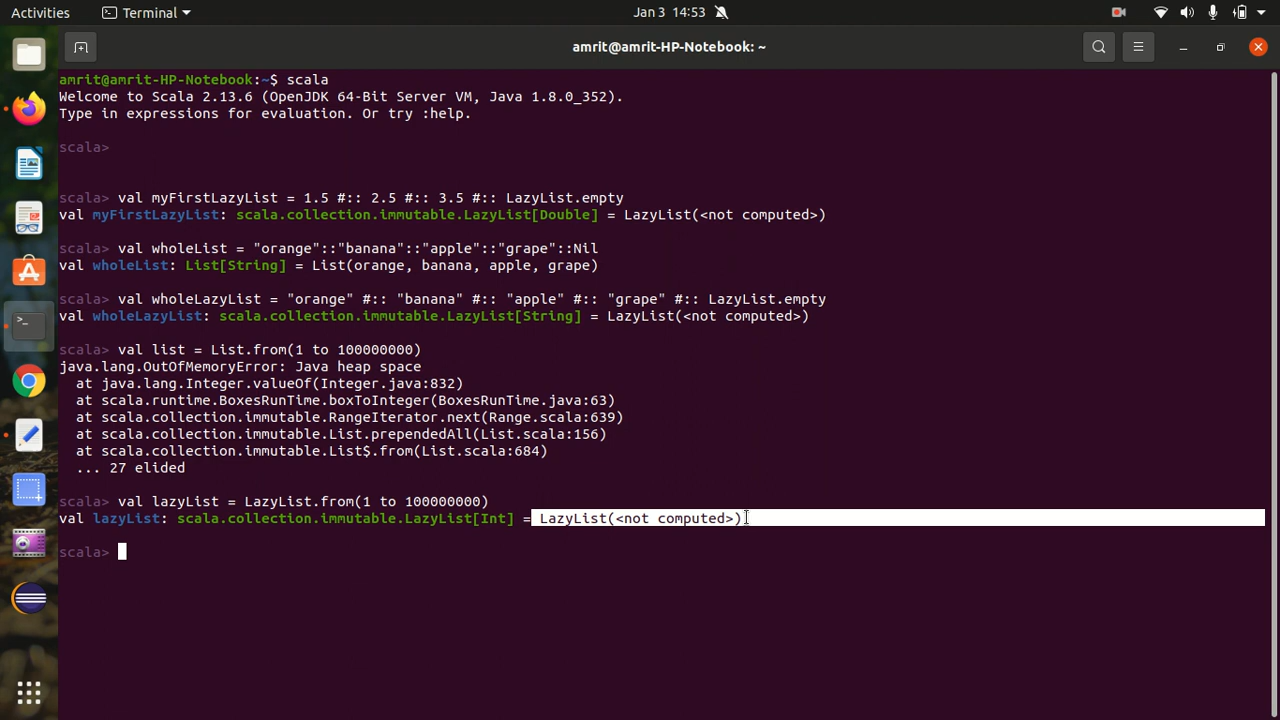 Activities
Terminal
Jan 3 14:53
amrit@amrit-HP-Notebook: ~
amrit@amrit-HP-Notebook:~$ scala
Welcome to Scala 2.13.6 (OpenJDK 64-Bit Server VM, Java 1.8.0_352).
Type in expressions for evaluation. Or try :help.
scala>
scala> val myFirstLazyList = 1.5 #:: 2.5 #:: 3.5 #:: LazyList.empty
val myFirstLazyList: scala.collection.immutable.LazyList[Double] = LazyList(<not computed>)
scala> val wholeList = "orange"::"banana"::"apple"::"grape"::Nil
val wholeList: List[String] = List(orange, banana, apple, grape)
scala> val wholeLazyList = "orange" #:: "banana" #:: "apple" #:: "grape" #:: LazyList.empty
val wholeLazyList: scala.collection.immutable.LazyList[String] = LazyList(<not computed>)
scala> val list = List.from(1 to 100000000)
java.lang.OutOfMemoryError: Java heap space
  at java.lang.Integer.valueOf(Integer.java:832)
  at scala.runtime.BoxesRunTime.boxToInteger(BoxesRunTime.java:63)
  at scala.collection.immutable.RangeIterator.next(Range.scala:639)
  at scala.collection.immutable.List.prependedAll(List.scala:156)
  at scala.collection.immutable.List$.from(List.scala:684)
  ... 27 elided
scala> val lazyList = LazyList.from(1 to 100000000)
val lazyList: scala.collection.immutable.LazyList[Int] = LazyList(<not computed>)
scala>